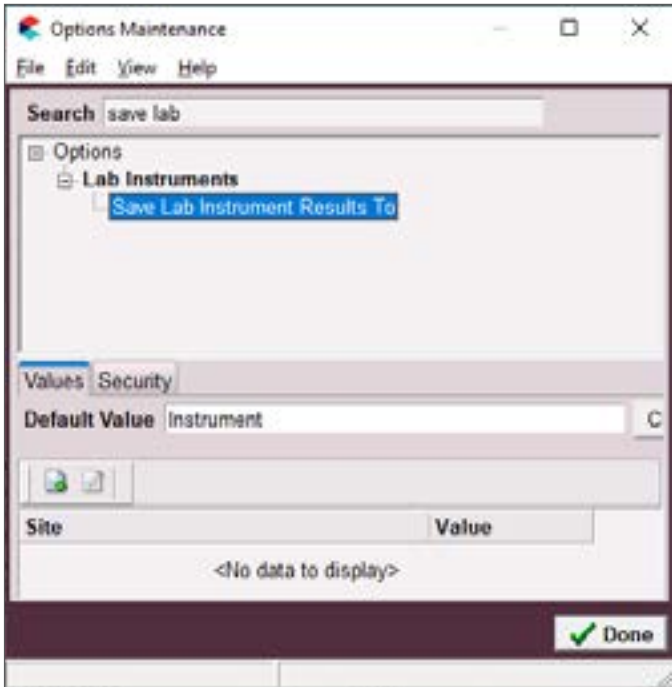 Options Maintenance
File Edit View Help
Search save lab
Options
Lab Instruments
Save Lab Instrument Results To
Values Security
Default Value Instrument C
Site Value
<No data to display>
Done